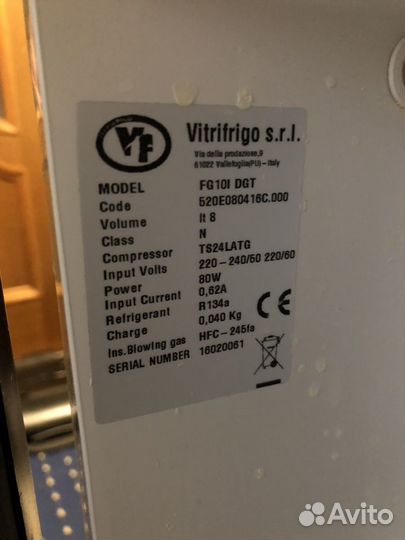 VF
Vitrifrigo s.r.l.
Via della produzione,9
61022 Vallefoglia(PU) – Italy
MODEL FG10I DGT
Code 520E080416C.000
Volume lt 8
Class N
Compressor TS24LATG
Input Volts 220-240/50 220/60
Power 80W
Input Current 0,62A
Refrigerant R134a
Charge 0,040 Kg
Ins.Blowing gas HFC-245fa
SERIAL NUMBER 16020061
CE
Avito